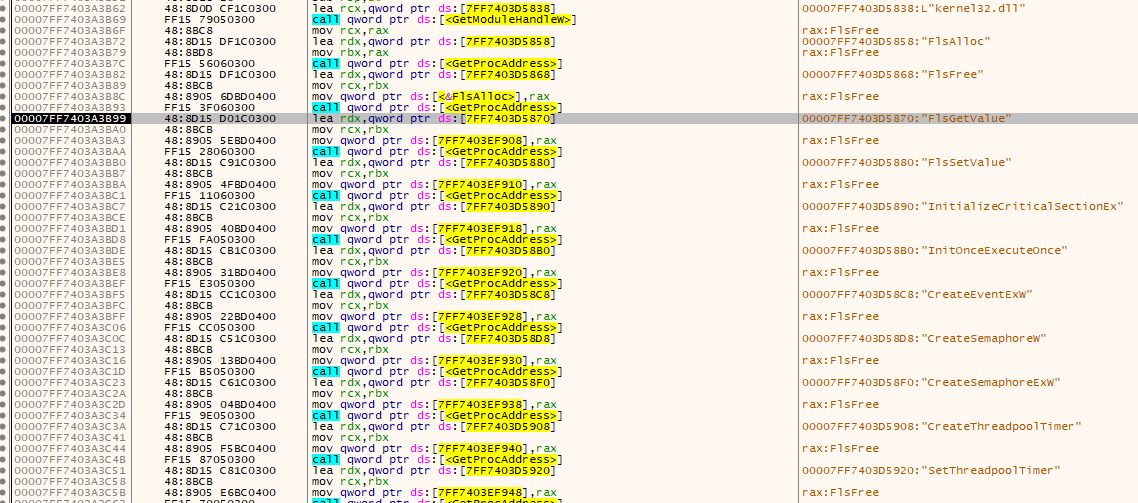 00007FF7403A3B62 48:8D0D CF1C0300 lea rcx,qword ptr ds:[7FF7403D5838] 00007FF7403D5838:L"kernel32.dll"
00007FF7403A3B69 FF15 79050300 call qword ptr ds:[<GetModuleHandleW>]
00007FF7403A3B6F 48:8BC8 mov rcx,rax rax:FlsFree
00007FF7403A3B72 48:8D15 DF1C0300 lea rdx,qword ptr ds:[7FF7403D5858] 00007FF7403D5858:"FlsAlloc"
00007FF7403A3B79 48:8BD8 mov rbx,rax rax:FlsFree
00007FF7403A3B7C FF15 56060300 call qword ptr ds:[<GetProcAddress>]
00007FF7403A3B82 48:8D15 DF1C0300 lea rdx,qword ptr ds:[7FF7403D5868] 00007FF7403D5868:"FlsFree"
00007FF7403A3B89 48:8BCB mov rcx,rbx
00007FF7403A3B8C 48:8905 6DBD0400 mov qword ptr ds:[<&FlsAlloc>],rax rax:FlsFree
00007FF7403A3B93 FF15 3F060300 call qword ptr ds:[<GetProcAddress>]
00007FF7403A3B99 48:8D15 D01C0300 lea rdx,qword ptr ds:[7FF7403D5870] 00007FF7403D5870:"FlsGetValue"
00007FF7403A3BA0 48:8BCB mov rcx,rbx
00007FF7403A3BA3 48:8905 5EBD0400 mov qword ptr ds:[7FF7403EF908],rax rax:FlsFree
00007FF7403A3BAA FF15 28060300 call qword ptr ds:[<GetProcAddress>]
00007FF7403A3BB0 48:8D15 C91C0300 lea rdx,qword ptr ds:[7FF7403D5880] 00007FF7403D5880:"FlsSetValue"
00007FF7403A3BB7 48:8BCB mov rcx,rbx
00007FF7403A3BBA 48:8905 4FBD0400 mov qword ptr ds:[7FF7403EF910],rax rax:FlsFree
00007FF7403A3BC1 FF15 11060300 call qword ptr ds:[<GetProcAddress>]
00007FF7403A3BC7 48:8D15 C21C0300 lea rdx,qword ptr ds:[7FF7403D5890] 00007FF7403D5890:"InitializeCriticalSectionEx"
00007FF7403A3BCE 48:8BCB mov rcx,rbx
00007FF7403A3BD1 48:8905 40BD0400 mov qword ptr ds:[7FF7403EF918],rax rax:FlsFree
00007FF7403A3BD8 FF15 FA050300 call qword ptr ds:[<GetProcAddress>]
00007FF7403A3BDE 48:8D15 CB1C0300 lea rdx,qword ptr ds:[7FF7403D58B0] 00007FF7403D58B0:"InitOnceExecuteOnce"
00007FF7403A3BE5 48:8BCB mov rcx,rbx
00007FF7403A3BE8 48:8905 31BD0400 mov qword ptr ds:[7FF7403EF920],rax rax:FlsFree
00007FF7403A3BEF FF15 E3050300 call qword ptr ds:[<GetProcAddress>]
00007FF7403A3BF5 48:8D15 CC1C0300 lea rdx,qword ptr ds:[7FF7403D58C8] 00007FF7403D58C8:"CreateEventExW"
00007FF7403A3BFC 48:8BCB mov rcx,rbx
00007FF7403A3BFF 48:8905 22BD0400 mov qword ptr ds:[7FF7403EF928],rax rax:FlsFree
00007FF7403A3C06 FF15 CC050300 call qword ptr ds:[<GetProcAddress>]
00007FF7403A3C0C 48:8D15 C51C0300 lea rdx,qword ptr ds:[7FF7403D58D8] 00007FF7403D58D8:"CreateSemaphoreW"
00007FF7403A3C13 48:8BCB mov rcx,rbx
00007FF7403A3C16 48:8905 13BD0400 mov qword ptr ds:[7FF7403EF930],rax rax:FlsFree
00007FF7403A3C1D FF15 B5050300 call qword ptr ds:[<GetProcAddress>]
00007FF7403A3C23 48:8D15 C61C0300 lea rdx,qword ptr ds:[7FF7403D58F0] 00007FF7403D58F0:"CreateSemaphoreExW"
00007FF7403A3C2A 48:8BCB mov rcx,rbx
00007FF7403A3C2D 48:8905 04BD0400 mov qword ptr ds:[7FF7403EF938],rax rax:FlsFree
00007FF7403A3C34 FF15 9E050300 call qword ptr ds:[<GetProcAddress>]
00007FF7403A3C3A 48:8D15 C71C0300 lea rdx,qword ptr ds:[7FF7403D5908] 00007FF7403D5908:"CreateThreadpoolTimer"
00007FF7403A3C41 48:8BCB mov rcx,rbx
00007FF7403A3C44 48:8905 F5BC0400 mov qword ptr ds:[7FF7403EF940],rax rax:FlsFree
00007FF7403A3C4B FF15 87050300 call qword ptr ds:[<GetProcAddress>]
00007FF7403A3C51 48:8D15 C81C0300 lea rdx,qword ptr ds:[7FF7403D5920] 00007FF7403D5920:"SetThreadpoolTimer"
00007FF7403A3C58 48:8BCB mov rcx,rbx
00007FF7403A3C5B 48:8905 E6BC0400 mov qword ptr ds:[7FF7403EF948],rax rax:FlsFree